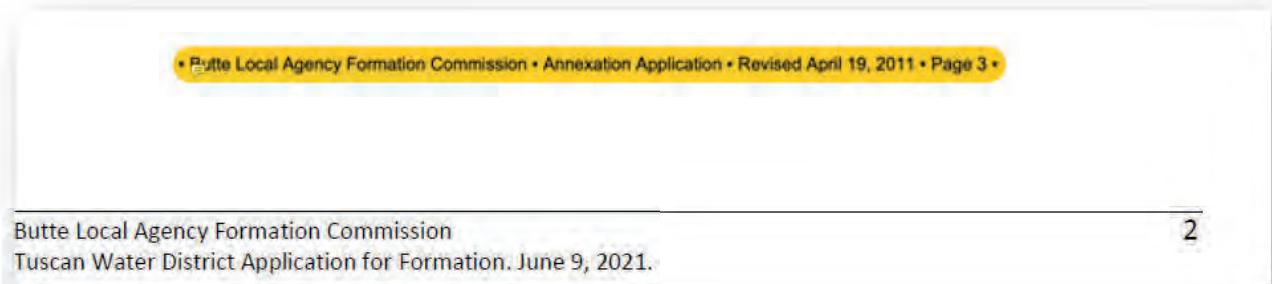 • Butte Local Agency Formation Commission • Annexation Application • Revised April 19, 2011 • Page 3 •
Butte Local Agency Formation Commission 2
Tuscan Water District Application for Formation. June 9, 2021.